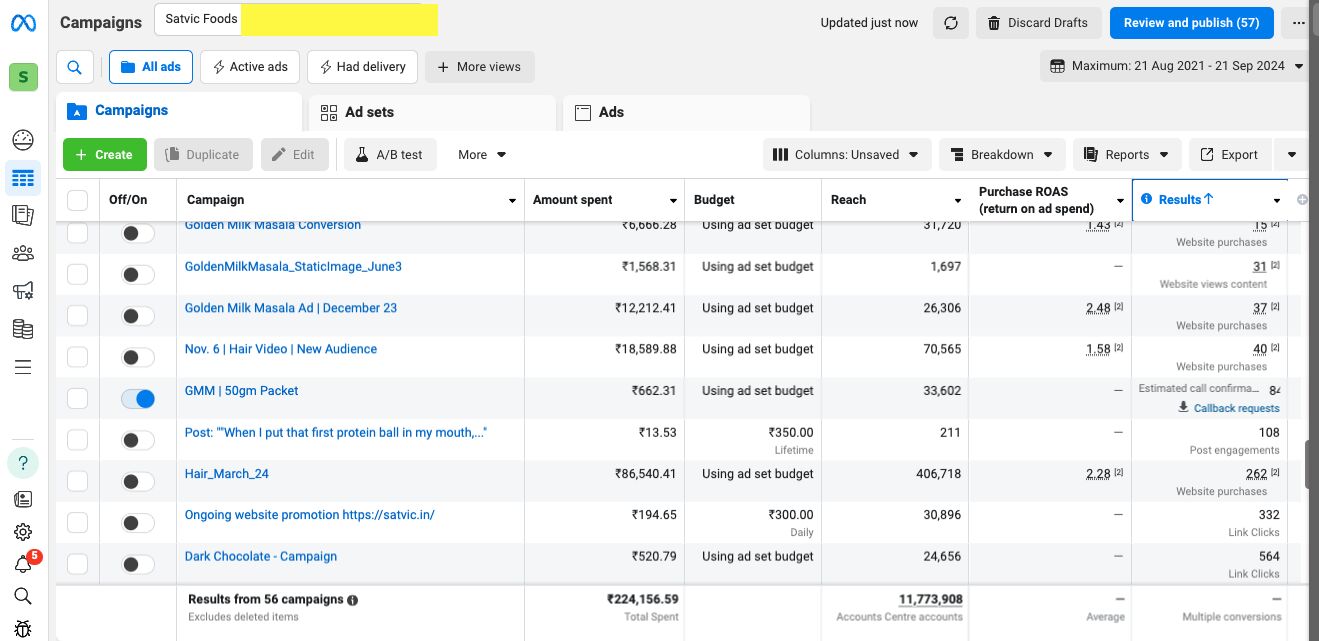 Campaigns
Satvic Foods
Updated just now
Discard Drafts
Review and publish (57)
S
All ads
Active ads
Had delivery
+ More views
Maximum: 21 Aug 2021 - 21 Sep 2024
Campaigns
Ad sets
Ads
+ Create
Duplicate
Edit
A/B test
More
Columns: Unsaved
Breakdown
Reports
Export
Off/On
Campaign
Amount spent
Budget
Reach
Purchase ROAS
(return on ad spend)
Results↑
Golden Milk Masala Conversion ₹6,666.28 Using ad set budget 31,720 1.43 [2] 15 [2]
Website purchases
GoldenMilkMasala_StaticImage_June3 ₹1,568.31 Using ad set budget 1,697 — 31 [2]
Website views content
Golden Milk Masala Ad | December 23 ₹12,212.41 Using ad set budget 26,306 2.48 [2] 37 [2]
Website purchases
Nov. 6 | Hair Video | New Audience ₹18,589.88 Using ad set budget 70,565 1.58 [2] 40 [2]
Website purchases
GMM | 50gm Packet ₹662.31 Using ad set budget 33,602 — Estimated call confirma... 84
Callback requests
Post: ""When I put that first protein ball in my mouth,..." ₹13.53 ₹350.00 211 — 108
Lifetime Post engagements
Hair_March_24 ₹86,540.41 Using ad set budget 406,718 2.28 [2] 262 [2]
Website purchases
Ongoing website promotion https://satvic.in/ ₹194.65 ₹300.00 30,896 — 332
Daily Link Clicks
Dark Chocolate - Campaign ₹520.79 Using ad set budget 24,656 — 564
Link Clicks
Results from 56 campaigns ₹224,156.59 11,773,908 — —
Excludes deleted items Total Spent Accounts Centre accounts Average Multiple conversions
?
5